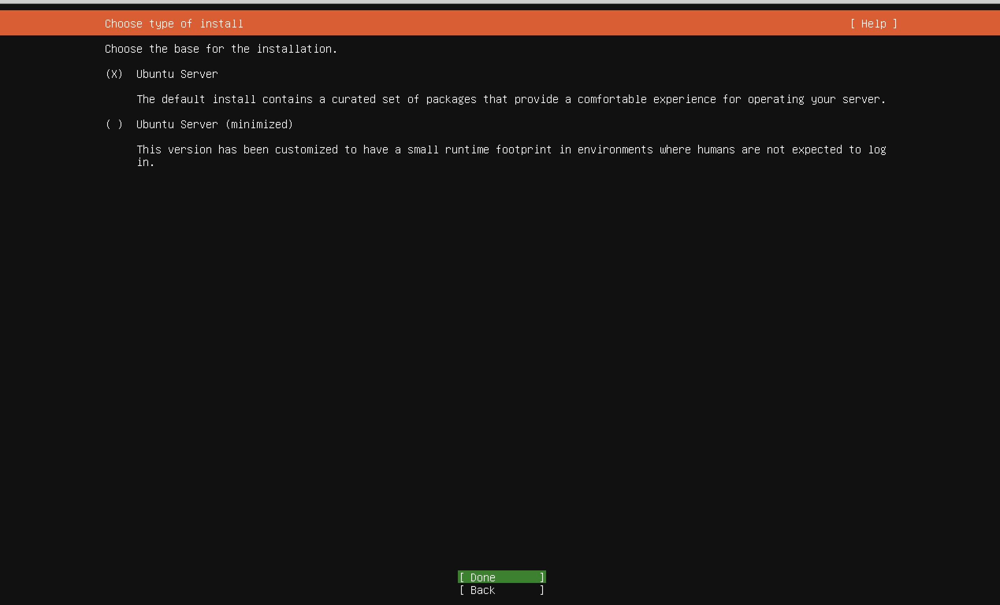 Choose type of install [ Help ]
Choose the base for the installation.
(X) Ubuntu Server
The default install contains a curated set of packages that provide a comfortable experience for operating your server.
( ) Ubuntu Server (minimized)
This version has been customized to have a small runtime footprint in environments where humans are not expected to log
in.
[ Done ]
[ Back ]